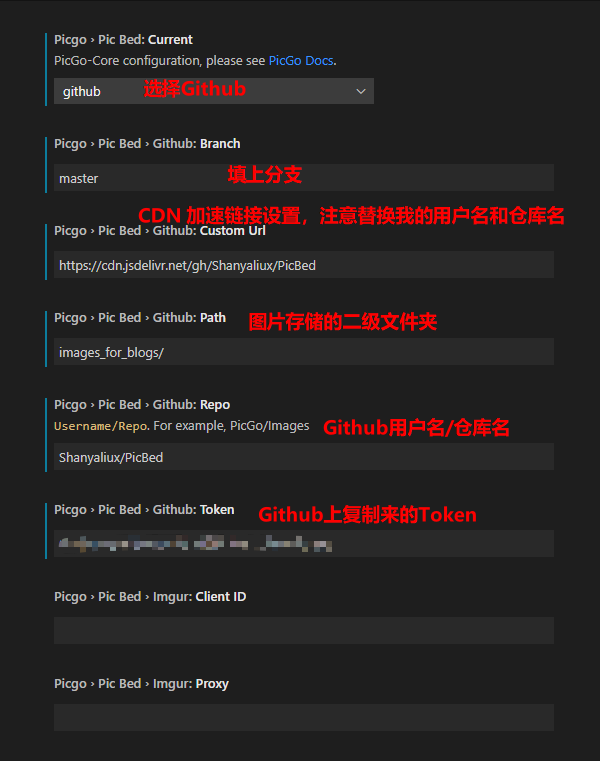 Picgo › Pic Bed: Current
PicGo-Core configuration, please see PicGo Docs.
github
选择Github
Picgo › Pic Bed › Github: Branch
master
填上分支
CDN 加速链接设置，注意替换我的用户名和仓库名
Picgo › Pic Bed › Github: Custom Url
https://cdn.jsdelivr.net/gh/Shanyaliux/PicBed
Picgo › Pic Bed › Github: Path
图片存储的二级文件夹
images_for_blogs/
Picgo › Pic Bed › Github: Repo
Username/Repo. For example, PicGo/Images
Github用户名/仓库名
Shanyaliux/PicBed
Picgo › Pic Bed › Github: Token
Github上复制来的Token
Picgo › Pic Bed › Imgur: Client ID
Picgo › Pic Bed › Imgur: Proxy